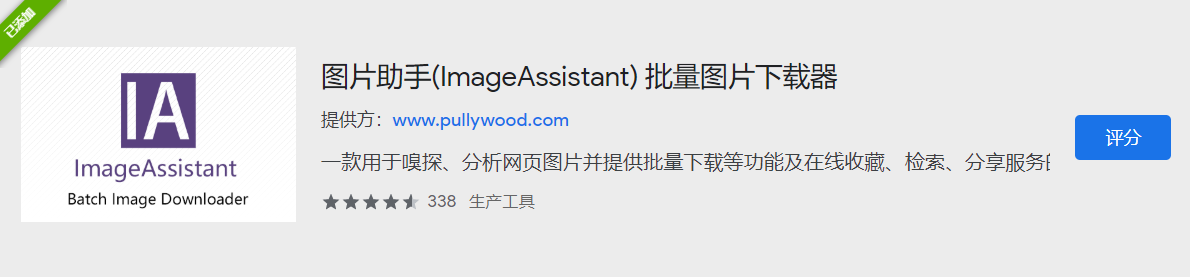 已添加
IA
ImageAssistant
Batch Image Downloader
图片助手(ImageAssistant) 批量图片下载器
提供方：www.pullywood.com
一款用于嗅探、分析网页图片并提供批量下载等功能及在线收藏、检索、分享服务的
338 生产工具
评分